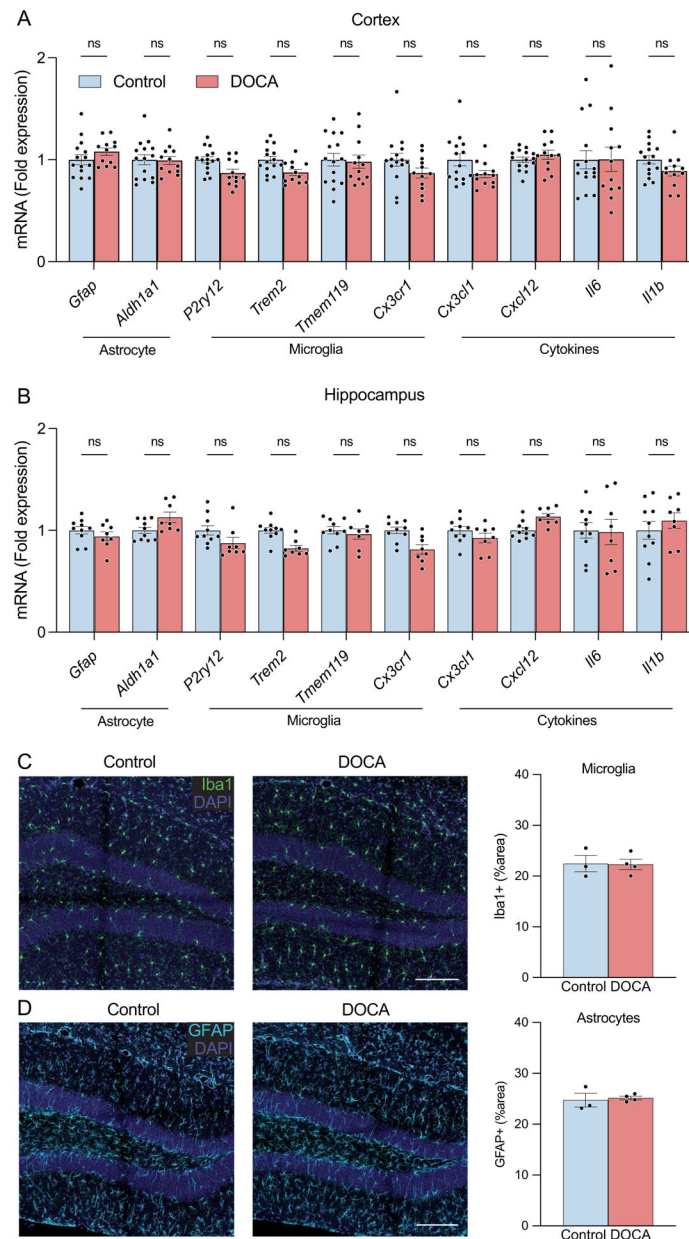 A
Cortex
ns ns ns ns ns ns ns ns ns ns
Control DOCA
mRNA (Fold expression)
2
1
0
Gfap Aldh1a1 P2ry12 Trem2 Tmem119 Cx3cr1 Cx3cl1 Cxcl12 Il6 Il1b
Astrocyte Microglia Cytokines
B
Hippocampus
ns ns ns ns ns ns ns ns ns ns
mRNA (Fold expression)
2
1
0
Gfap Aldh1a1 P2ry12 Trem2 Tmem119 Cx3cr1 Cx3cl1 Cxcl12 Il6 Il1b
Astrocyte Microglia Cytokines
C
Control DOCA
Iba1
DAPI
Microglia
Iba1+ (%area)
40
30
20
10
0
Control DOCA
D
Control DOCA
GFAP
DAPI
Astrocytes
GFAP+ (%area)
40
30
20
10
0
Control DOCA